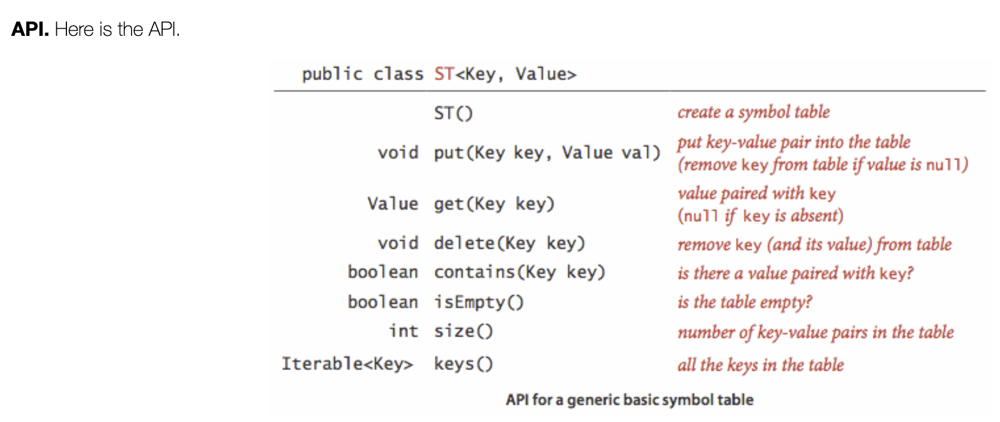 API. Here is the API.
public class ST<Key, Value>
ST() create a symbol table
void put(Key key, Value val) put key-value pair into the table
(remove key from table if value is null)
Value get(Key key) value paired with key
(null if key is absent)
void delete(Key key) remove key (and its value) from table
boolean contains(Key key) is there a value paired with key?
boolean isEmpty() is the table empty?
int size() number of key-value pairs in the table
Iterable<Key> keys() all the keys in the table
API for a generic basic symbol table